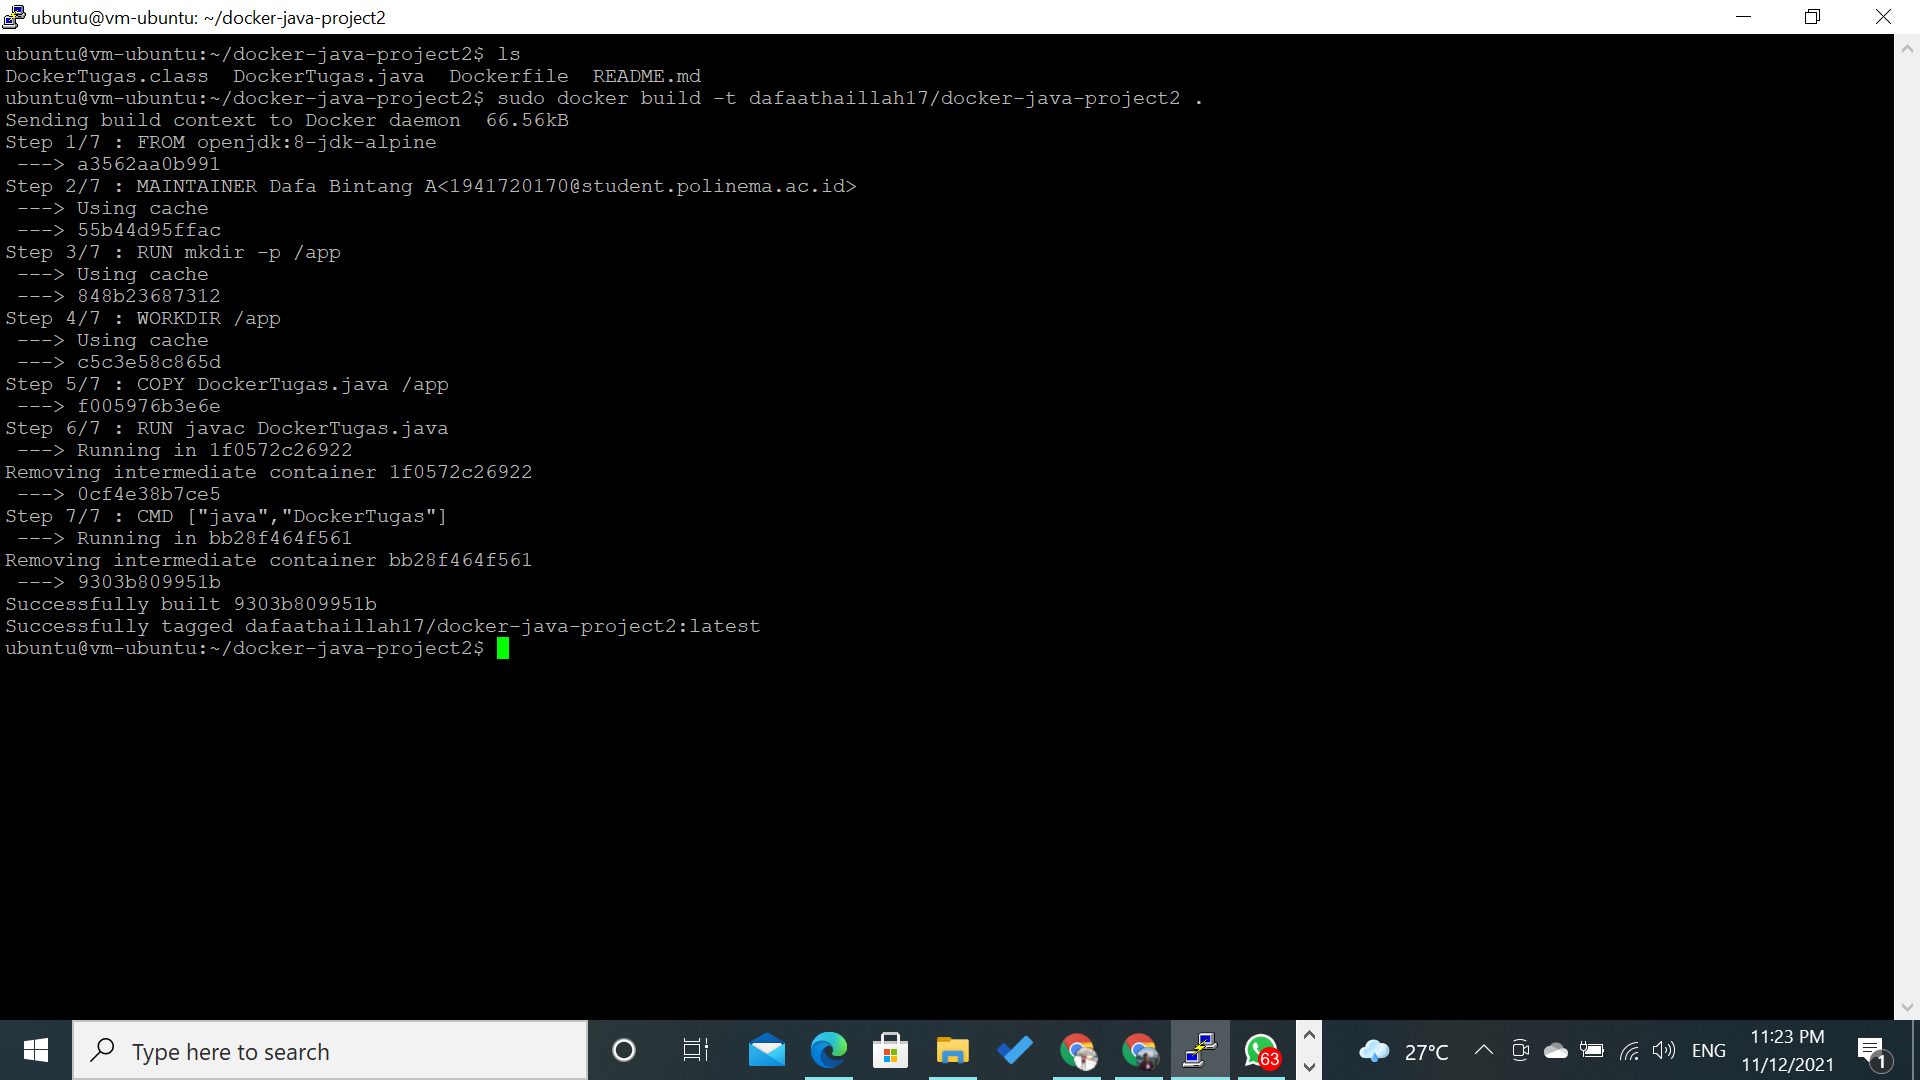 ubuntu@vm-ubuntu: ~/docker-java-project2
ubuntu@vm-ubuntu:~/docker-java-project2$ ls
DockerTugas.class  DockerTugas.java  Dockerfile  README.md
ubuntu@vm-ubuntu:~/docker-java-project2$ sudo docker build -t dafaathaillah17/docker-java-project2 .
Sending build context to Docker daemon  66.56kB
Step 1/7 : FROM openjdk:8-jdk-alpine
 ---> a3562aa0b991
Step 2/7 : MAINTAINER Dafa Bintang A<1941720170@student.polinema.ac.id>
 ---> Using cache
 ---> 55b44d95ffac
Step 3/7 : RUN mkdir -p /app
 ---> Using cache
 ---> 848b23687312
Step 4/7 : WORKDIR /app
 ---> Using cache
 ---> c5c3e58c865d
Step 5/7 : COPY DockerTugas.java /app
 ---> f005976b3e6e
Step 6/7 : RUN javac DockerTugas.java
 ---> Running in 1f0572c26922
Removing intermediate container 1f0572c26922
 ---> 0cf4e38b7ce5
Step 7/7 : CMD ["java","DockerTugas"]
 ---> Running in bb28f464f561
Removing intermediate container bb28f464f561
 ---> 9303b809951b
Successfully built 9303b809951b
Successfully tagged dafaathaillah17/docker-java-project2:latest
ubuntu@vm-ubuntu:~/docker-java-project2$
Type here to search
63
27°C
ENG
11:23 PM
11/12/2021
1